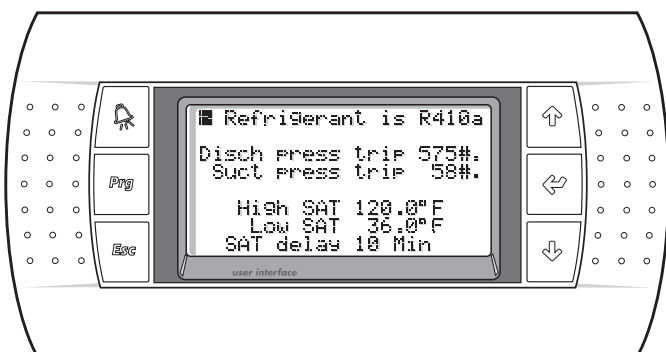 Refrigerant is R410a
Disch press trip 575#.
Suct press trip 58#.
High SAT 120.0°F
Low SAT 36.0°F
SAT delay 10 Min
Prg
Esc
user interface